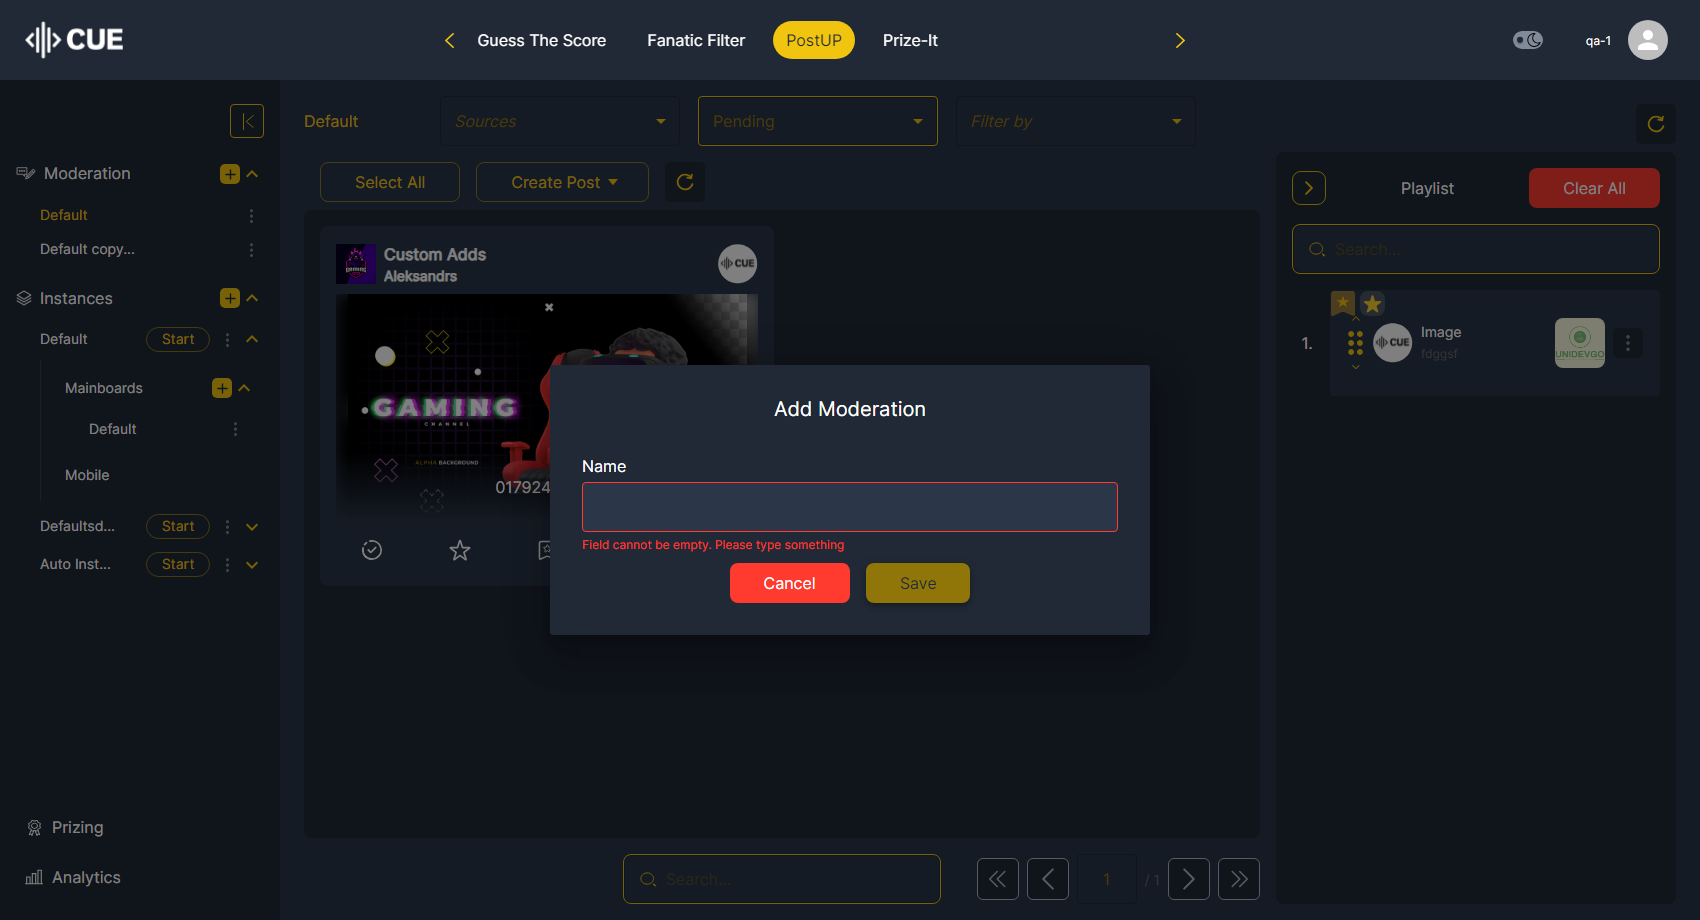 CUE
Guess The Score
Fanatic Filter
PostUP
Prize-It
qa-1
Moderation
Default
Default copy...
Instances
Default
Start
Mainboards
Default
Mobile
Defaultsd...
Start
Auto Inst...
Start
Prizing
Analytics
Default
Sources
Pending
Filter by
Select All
Create Post
Custom Adds
Aleksandrs
CUE
GAMING
CHANNEL
ALPHA BACKGROUND
017924
Add Moderation
Name
Field cannot be empty. Please type something
Cancel
Save
Search...
1
/ 1
Playlist
Clear All
Search...
1.
CUE
Image
fdggsf
UNIDEVGO